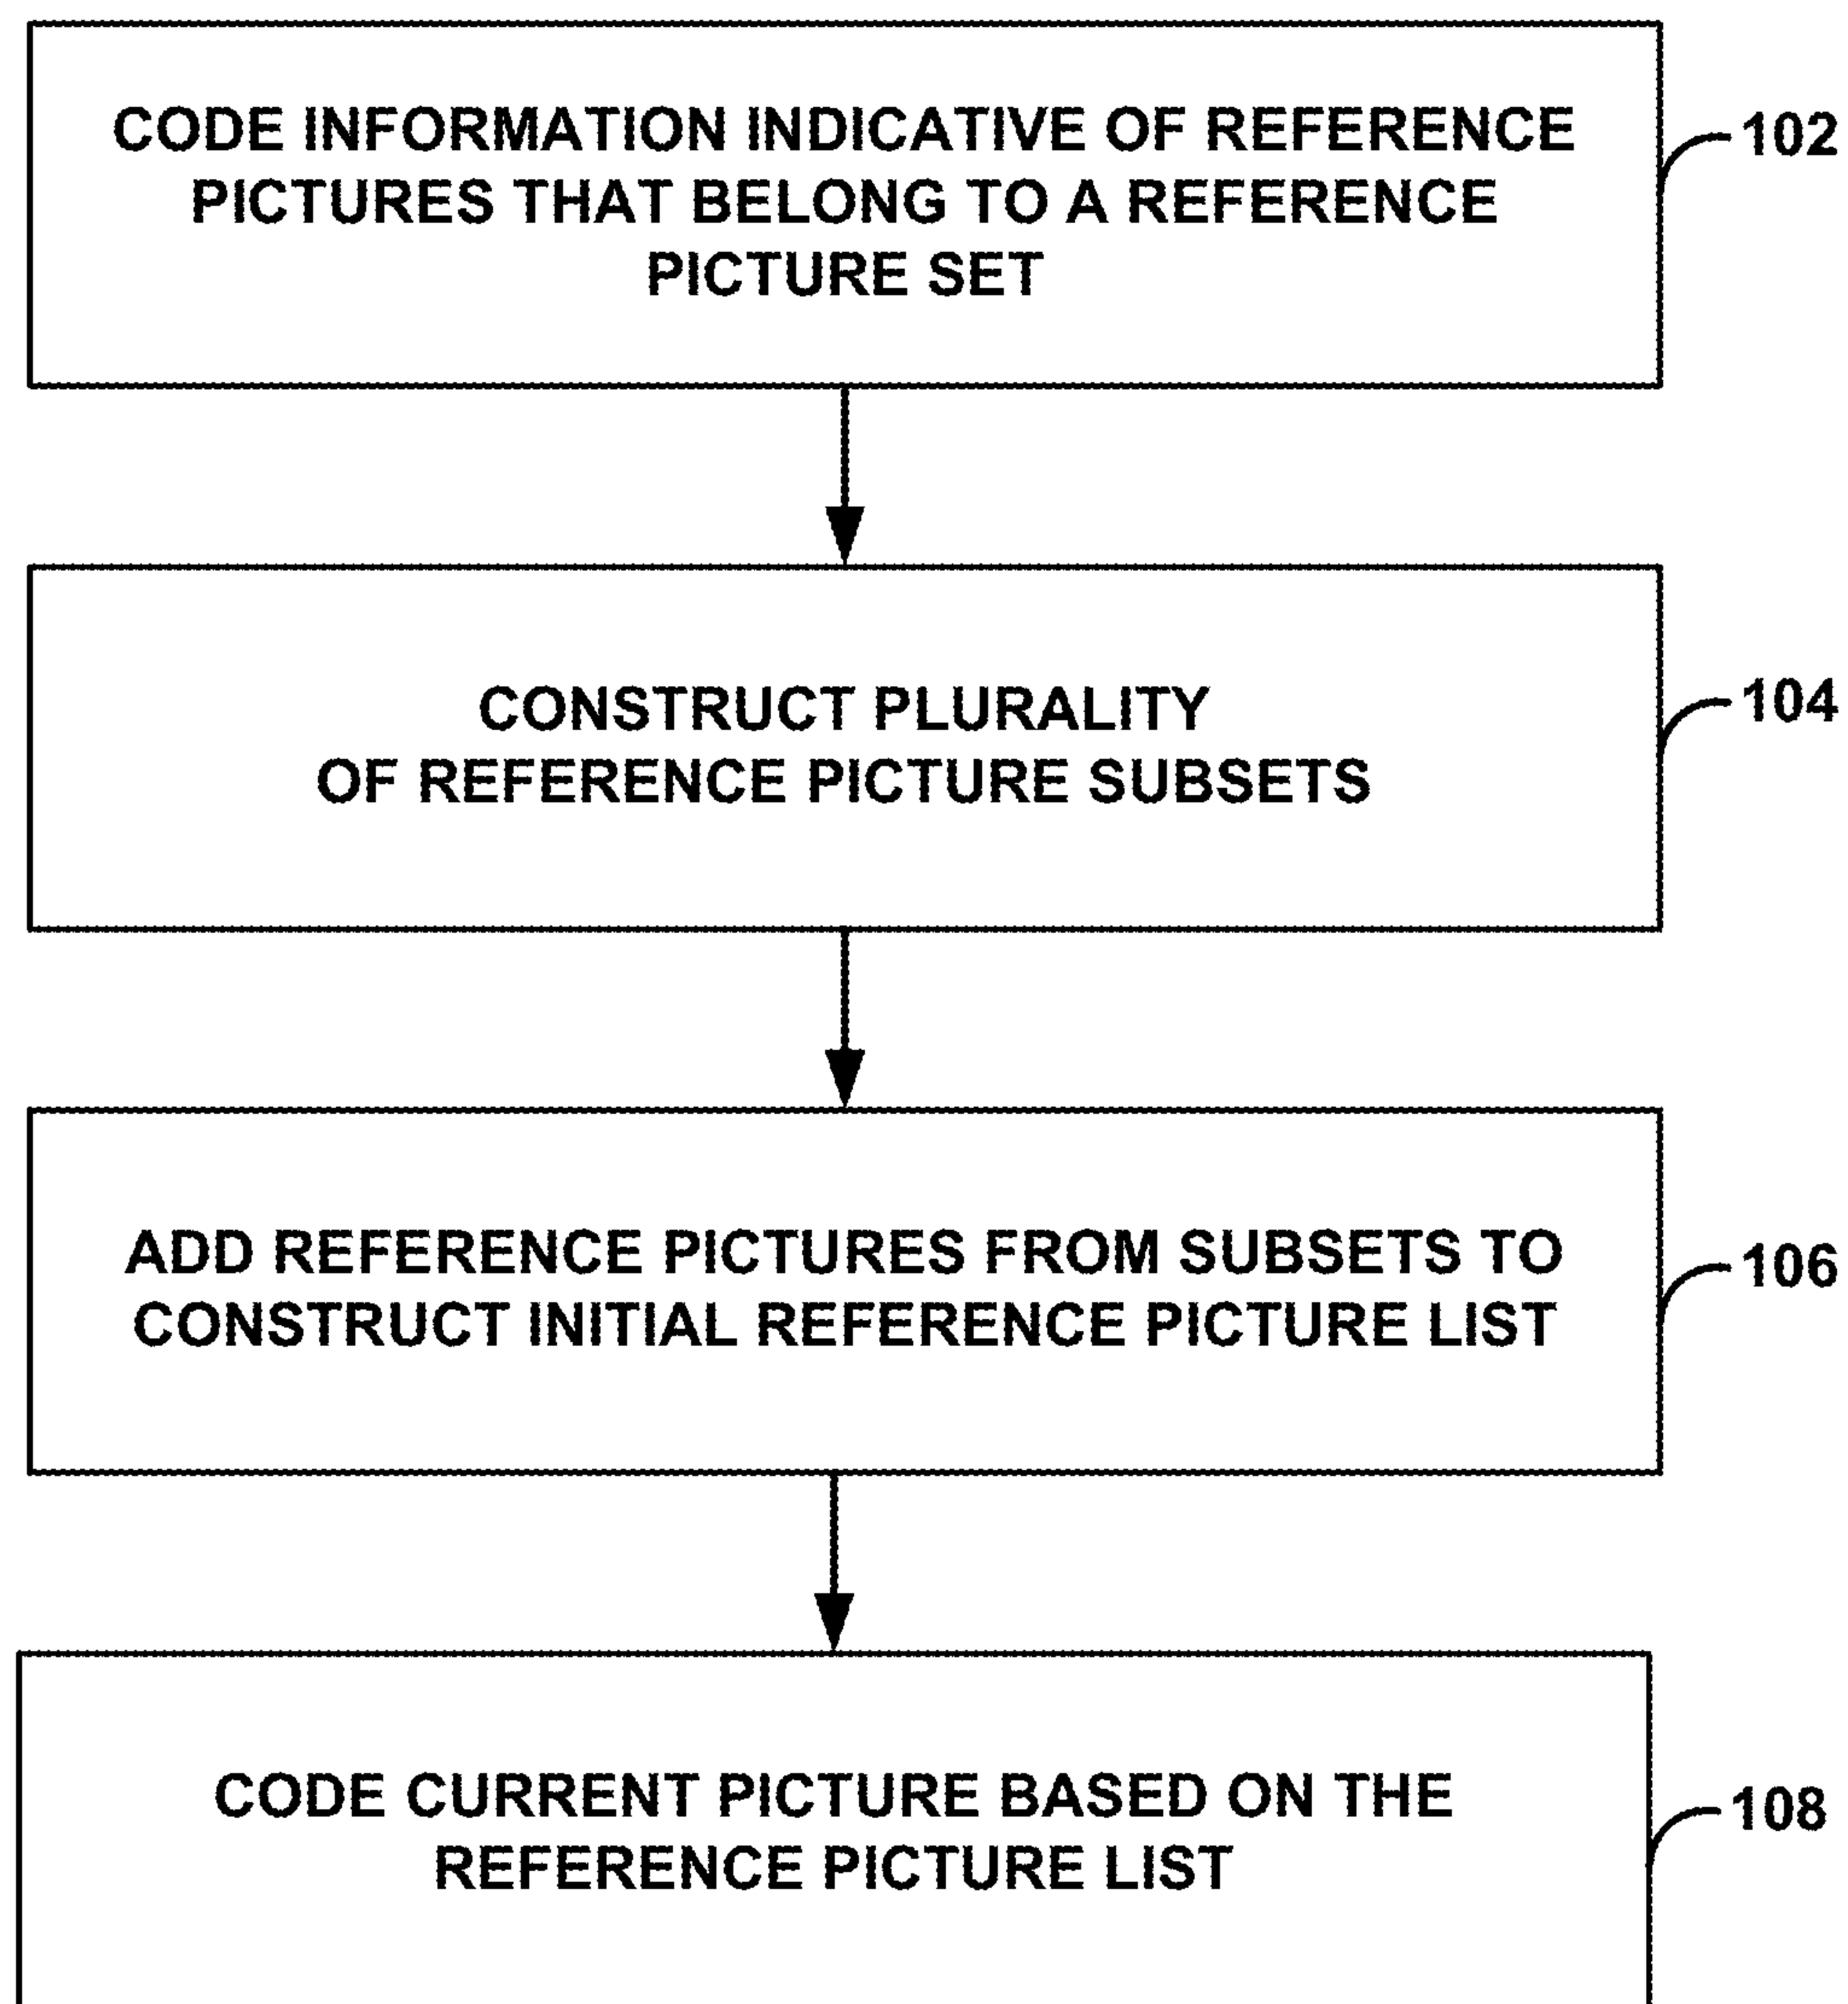 CODE INFORMATION INDICATIVE OF REFERENCE
PICTURES THAT BELONG TO A REFERENCE
PICTURE SET
102
CONSTRUCT PLURALITY
OF REFERENCE PICTURE SUBSETS
104
ADD REFERENCE PICTURES FROM SUBSETS TO
CONSTRUCT INITIAL REFERENCE PICTURE LIST
106
CODE CURRENT PICTURE BASED ON THE
REFERENCE PICTURE LIST
108